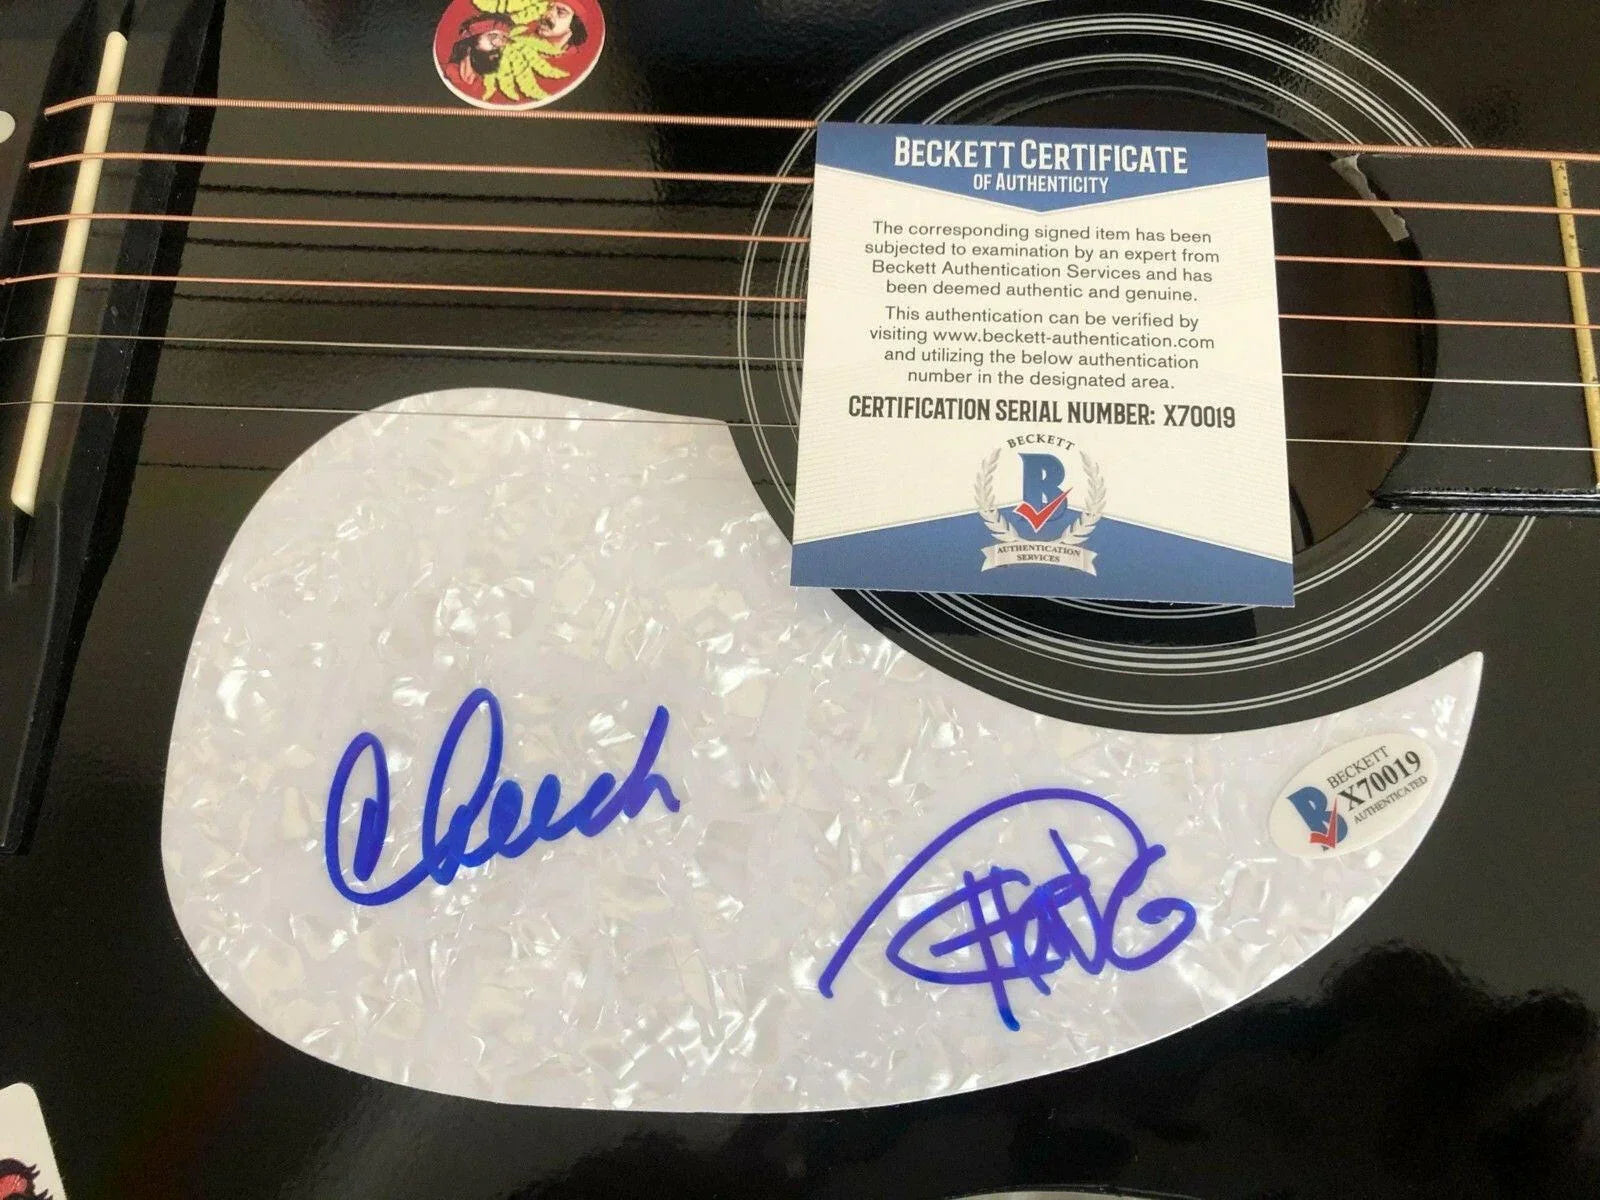 BECKETT CERTIFICATE
OF AUTHENTICITY
The corresponding signed item has been
subjected to examination by an expert from
Beckett Authentication Services and has
been deemed authentic and genuine.
This authentication can be verified by
visiting www.beckett-authentication.com
and utilizing the below authentication
number in the designated area.
CERTIFICATION SERIAL NUMBER: X70019
BECKETT
B
AUTHENTICATION
SERVICES
Cheech
Chong
BECKETT
B X70019
AUTHENTICATED